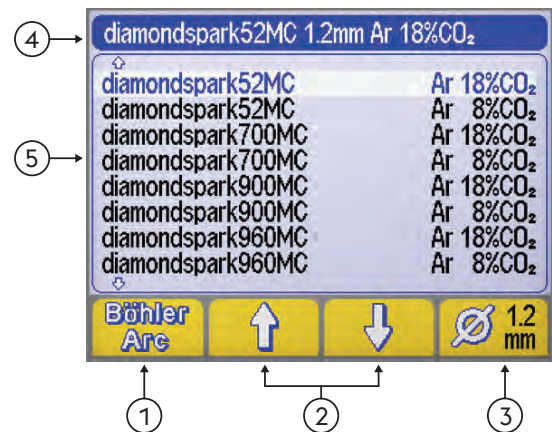 4
diamondspark52MC 1.2mm Ar 18%CO₂
5
diamondspark52MC Ar 18%CO₂
diamondspark52MC Ar 8%CO₂
diamondspark700MC Ar 18%CO₂
diamondspark700MC Ar 8%CO₂
diamondspark900MC Ar 18%CO₂
diamondspark900MC Ar 8%CO₂
diamondspark960MC Ar 18%CO₂
diamondspark960MC Ar 8%CO₂
Böhler
Arc
Ø 1.2
mm
1
2
3